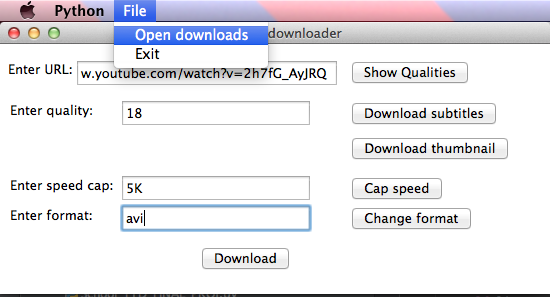 Python File
Open downloads
Exit
downloader
Enter URL: w.youtube.com/watch?v=2h7fG_AyJRQ Show Qualities
Enter quality: 18 Download subtitles
Download thumbnail
Enter speed cap: 5K Cap speed
Enter format: avi Change format
Download